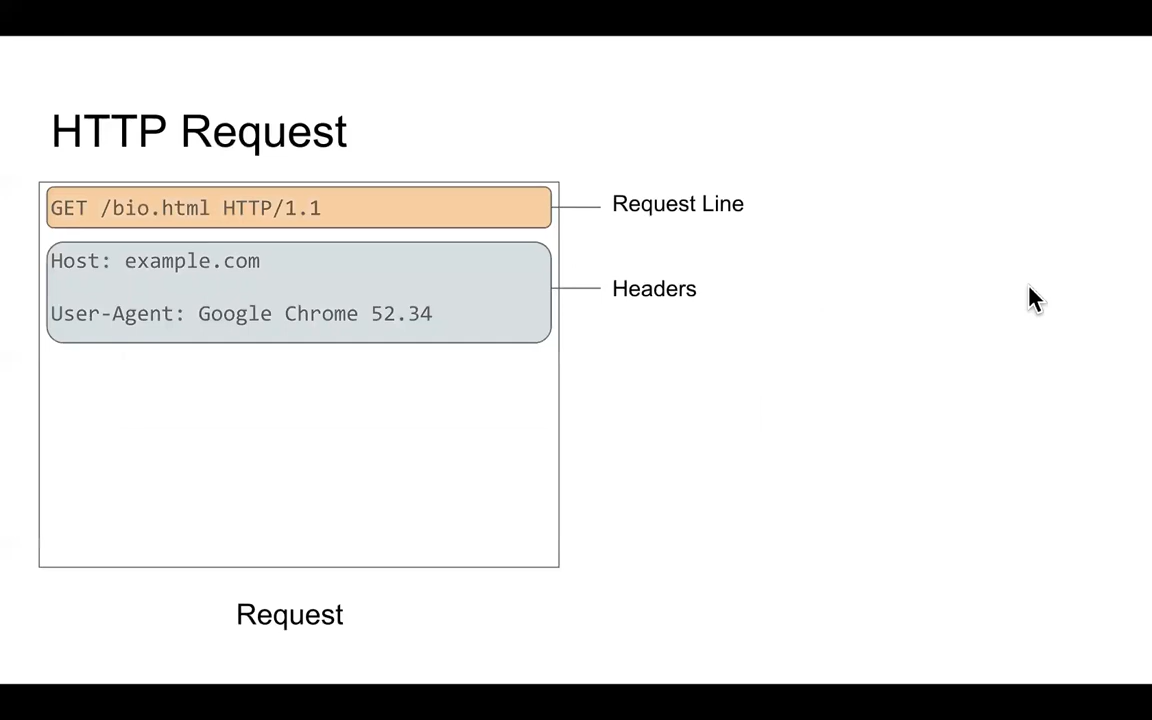 HTTP Request
GET /bio.html HTTP/1.1
Request Line
Host: example.com
Headers
User-Agent: Google Chrome 52.34
Request